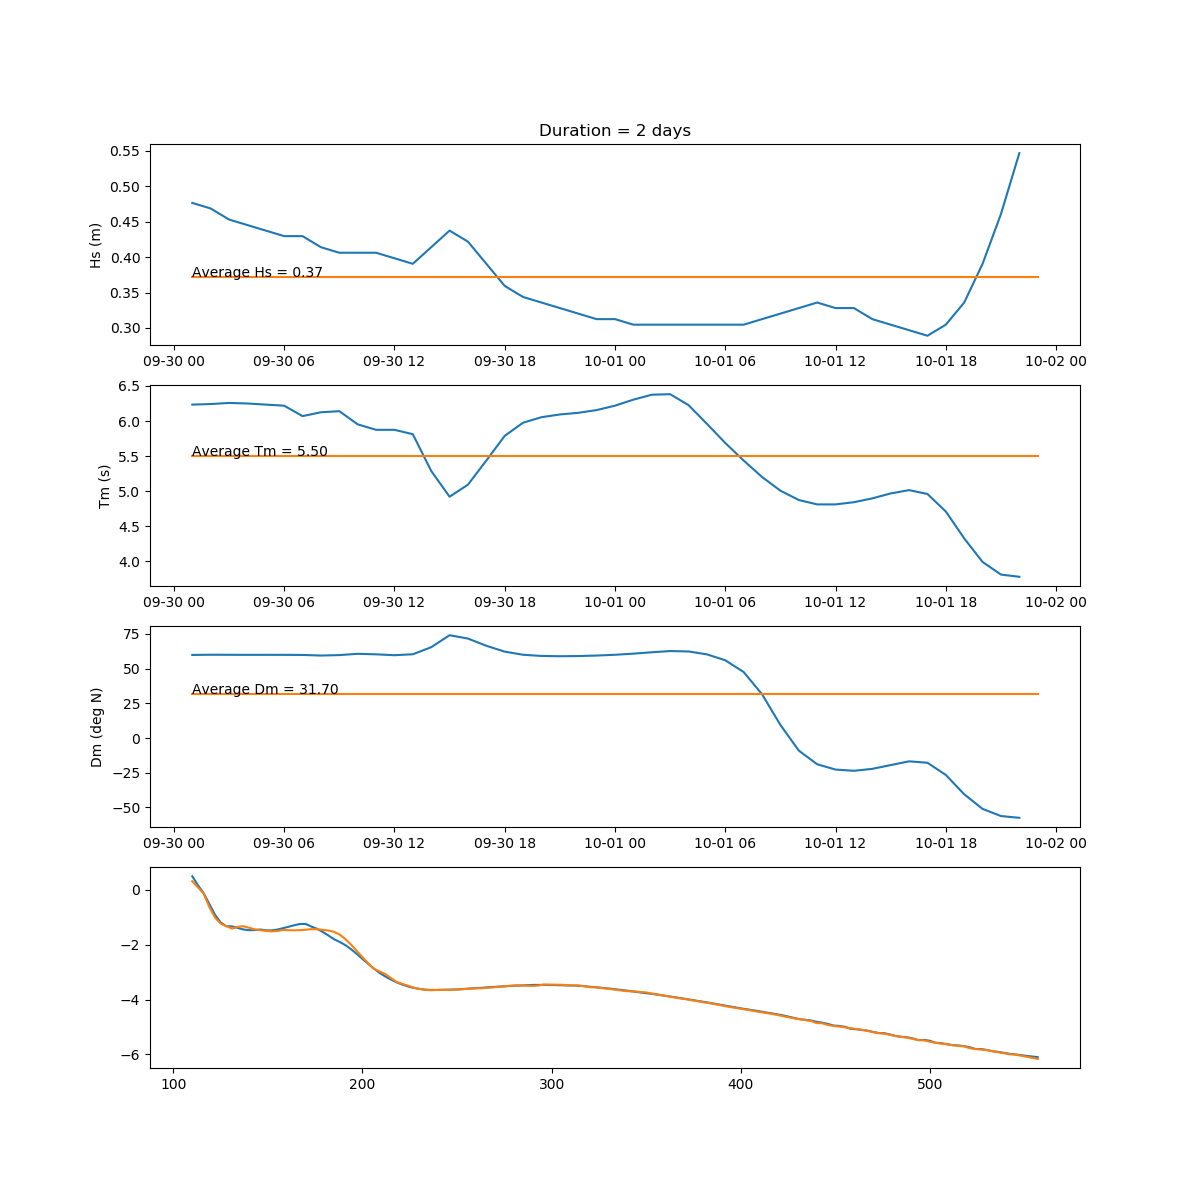 Duration = 2 days
Hs (m)
0.55
0.50
0.45
0.40
0.35
0.30
Average Hs = 0.37
09-30 00 09-30 06 09-30 12 09-30 18 10-01 00 10-01 06 10-01 12 10-01 18 10-02 00
Tm (s)
6.5
6.0
5.5
5.0
4.5
4.0
Average Tm = 5.50
09-30 00 09-30 06 09-30 12 09-30 18 10-01 00 10-01 06 10-01 12 10-01 18 10-02 00
Dm (deg N)
75
50
25
0
−25
−50
Average Dm = 31.70
09-30 00 09-30 06 09-30 12 09-30 18 10-01 00 10-01 06 10-01 12 10-01 18 10-02 00
0
−2
−4
−6
100 200 300 400 500